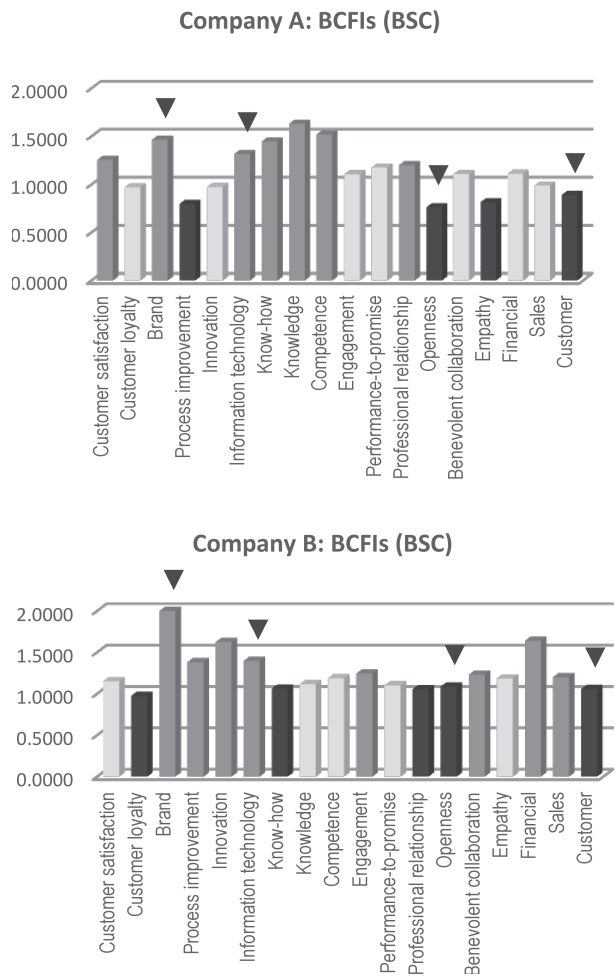 Company A: BCFIs (BSC)
2.0000
1.5000
1.0000
0.5000
0.0000
Customer satisfaction
Customer loyalty
Brand
Process improvement
Innovation
Information technology
Know-how
Knowledge
Competence
Engagement
Performance-to-promise
Professional relationship
Openness
Benevolent collaboration
Empathy
Financial
Sales
Customer
Company B: BCFIs (BSC)
2.0000
1.5000
1.0000
0.5000
0.0000
Customer satisfaction
Customer loyalty
Brand
Process improvement
Innovation
Information technology
Know-how
Knowledge
Competence
Engagement
Performance-to-promise
Professional relationship
Openness
Benevolent collaboration
Empathy
Financial
Sales
Customer